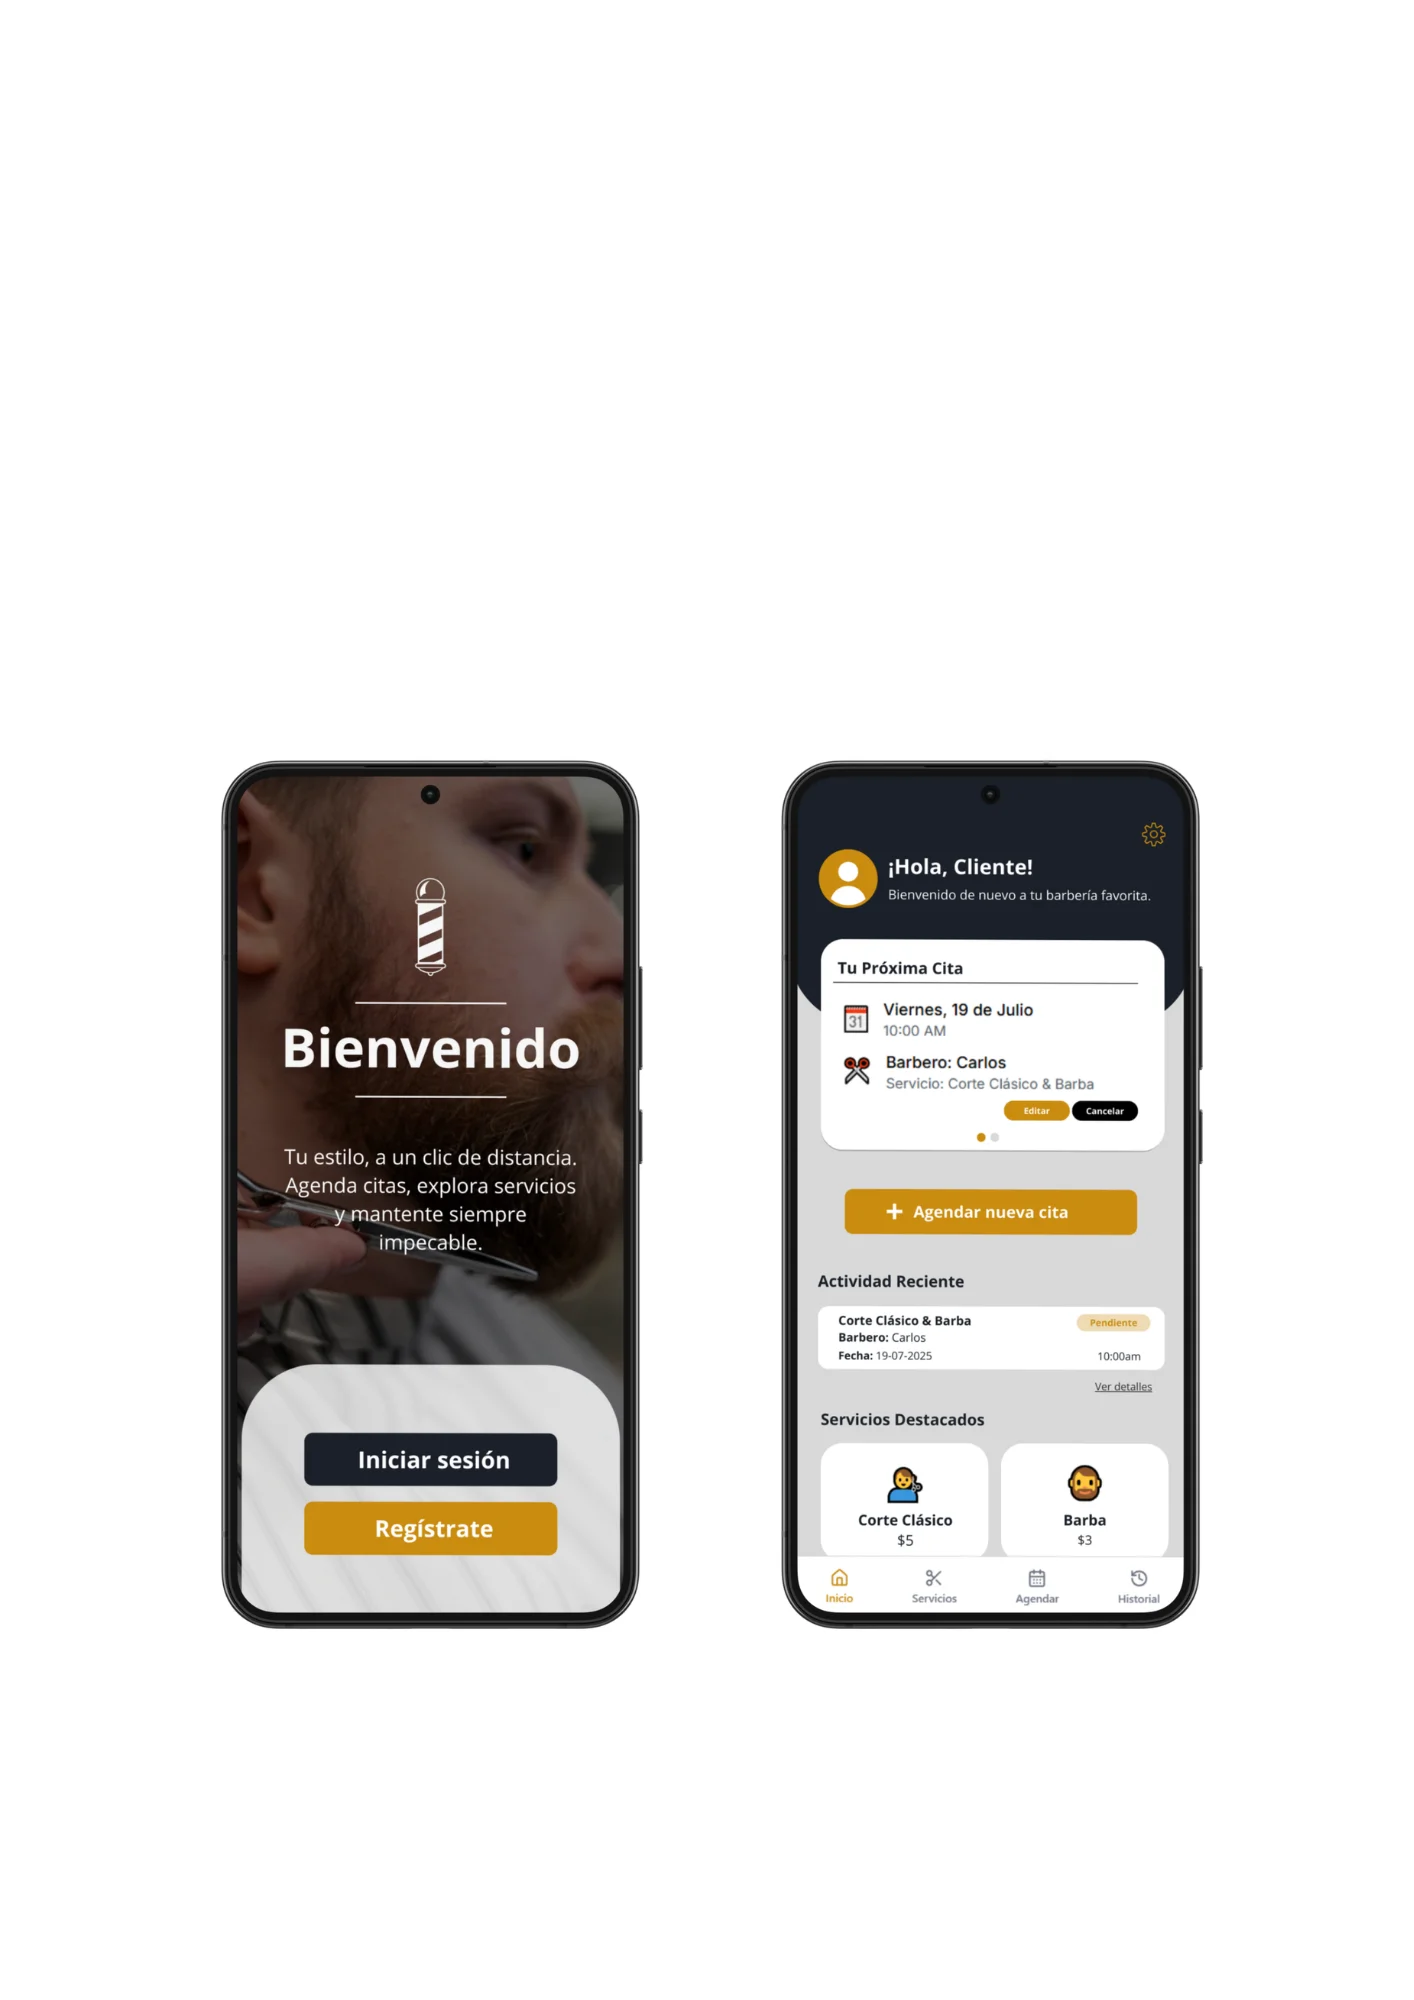 Bienvenido
Tu estilo, a un clic de distancia.
Agenda citas, explora servicios
y mantente siempre
impecable.
Iniciar sesión
Regístrate
¡Hola, Cliente!
Bienvenido de nuevo a tu barbería favorita.
Tu Próxima Cita
31
Viernes, 19 de Julio
10:00 AM
Barbero: Carlos
Servicio: Corte Clásico & Barba
Editar
Cancelar
+ Agendar nueva cita
Actividad Reciente
Corte Clásico & Barba
Pendiente
Barbero: Carlos
Fecha: 19-07-2025
10:00am
Ver detalles
Servicios Destacados
Corte Clásico
$5
Barba
$3
Inicio
Servicios
Agendar
Historial